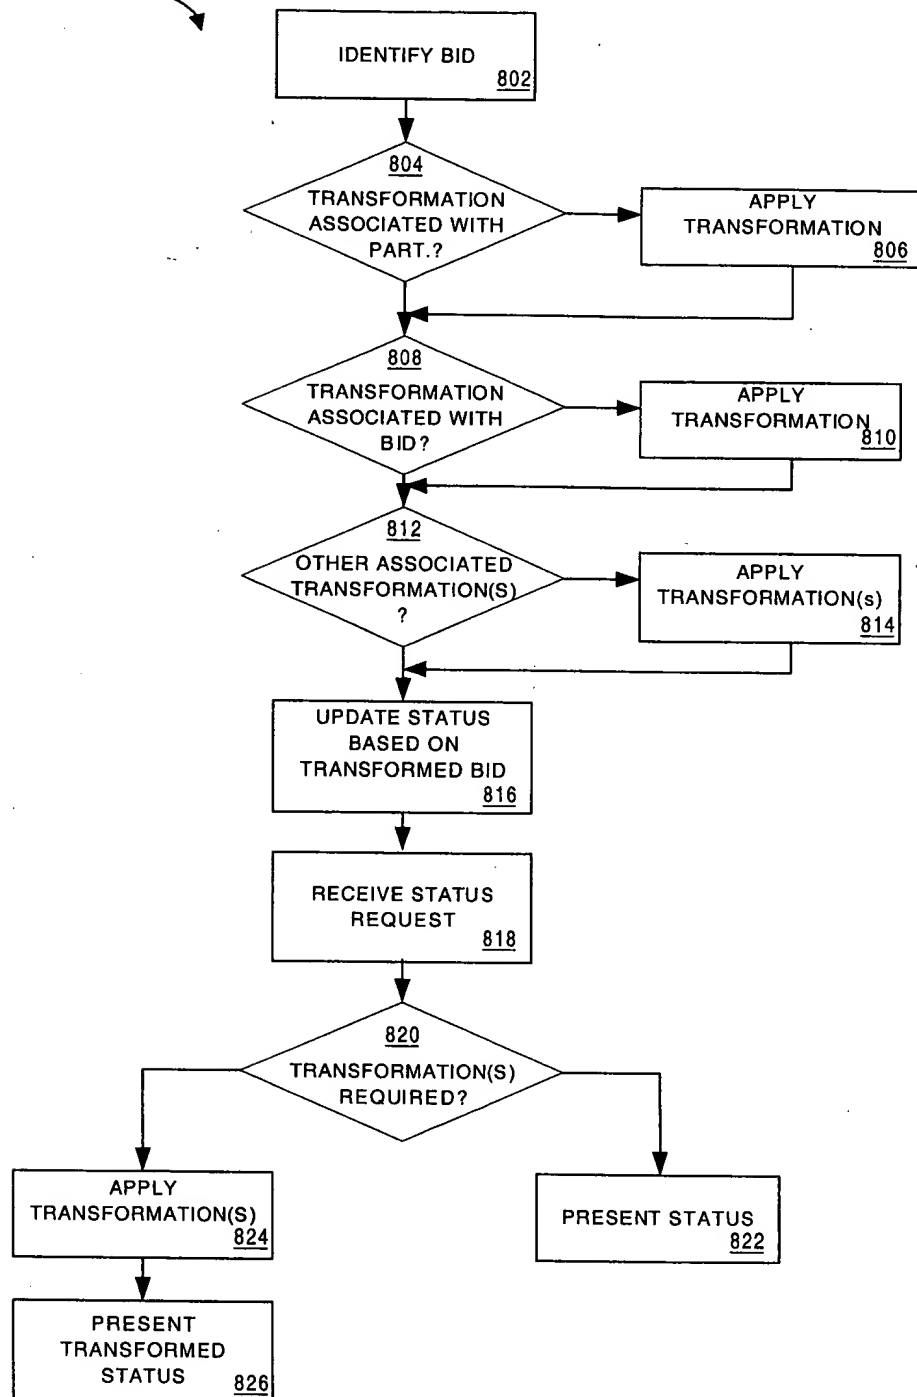 IDENTIFY BID
802
804
TRANSFORMATION
ASSOCIATED WITH
PART.?
APPLY
TRANSFORMATION
806
808
TRANSFORMATION
ASSOCIATED WITH
BID?
APPLY
TRANSFORMATION
810
812
OTHER ASSOCIATED
TRANSFORMATION(S)
?
APPLY
TRANSFORMATION(s)
814
UPDATE STATUS
BASED ON
TRANSFORMED BID
816
RECEIVE STATUS
REQUEST
818
820
TRANSFORMATION(S)
REQUIRED?
APPLY
TRANSFORMATION(S)
824
PRESENT STATUS
822
PRESENT
TRANSFORMED
STATUS
826